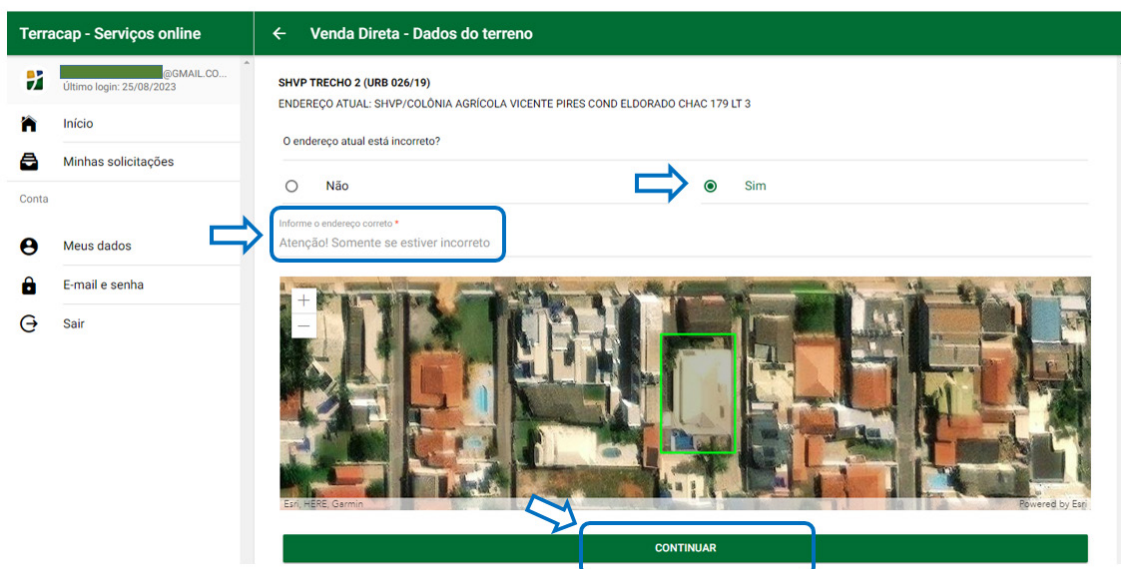 Terracap - Serviços online
Venda Direta - Dados do terreno
@GMAIL.CO...
Último login: 25/08/2023
Início
Minhas solicitações
Conta
Meus dados
E-mail e senha
Sair
SHVP TRECHO 2 (URB 026/19)
ENDEREÇO ATUAL: SHVP/COLÔNIA AGRÍCOLA VICENTE PIRES COND ELDORADO CHAC 179 LT 3
O endereço atual está incorreto?
Não
Sim
Informe o endereço correto *
Atenção! Somente se estiver incorreto
+
−
Esri, HERE, Garmin
Powered by Esri
CONTINUAR